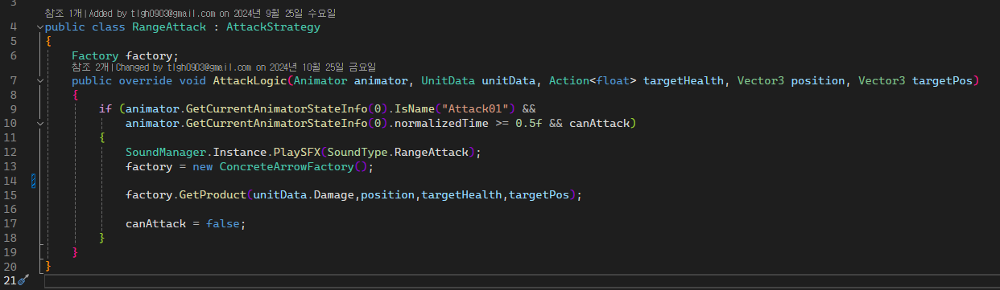 3
참조 1개|Added by tlgh0903@gmail.com on 2024년 9월 25일 수요일
4 public class RangeAttack : AttackStrategy
5 {
6 Factory factory;
참조 2개|Changed by tlgh0903@gmail.com on 2024년 10월 25일 금요일
7 public override void AttackLogic(Animator animator, UnitData unitData, Action<float> targetHealth, Vector3 position, Vector3 targetPos)
8 {
9 if (animator.GetCurrentAnimatorStateInfo(0).IsName("Attack01") &&
10 animator.GetCurrentAnimatorStateInfo(0).normalizedTime >= 0.5f && canAttack)
11 {
12 SoundManager.Instance.PlaySFX(SoundType.RangeAttack);
13 factory = new ConcreteArrowFactory();
14
15 factory.GetProduct(unitData.Damage,position,targetHealth,targetPos);
16
17 canAttack = false;
18 }
19 }
20 }
21